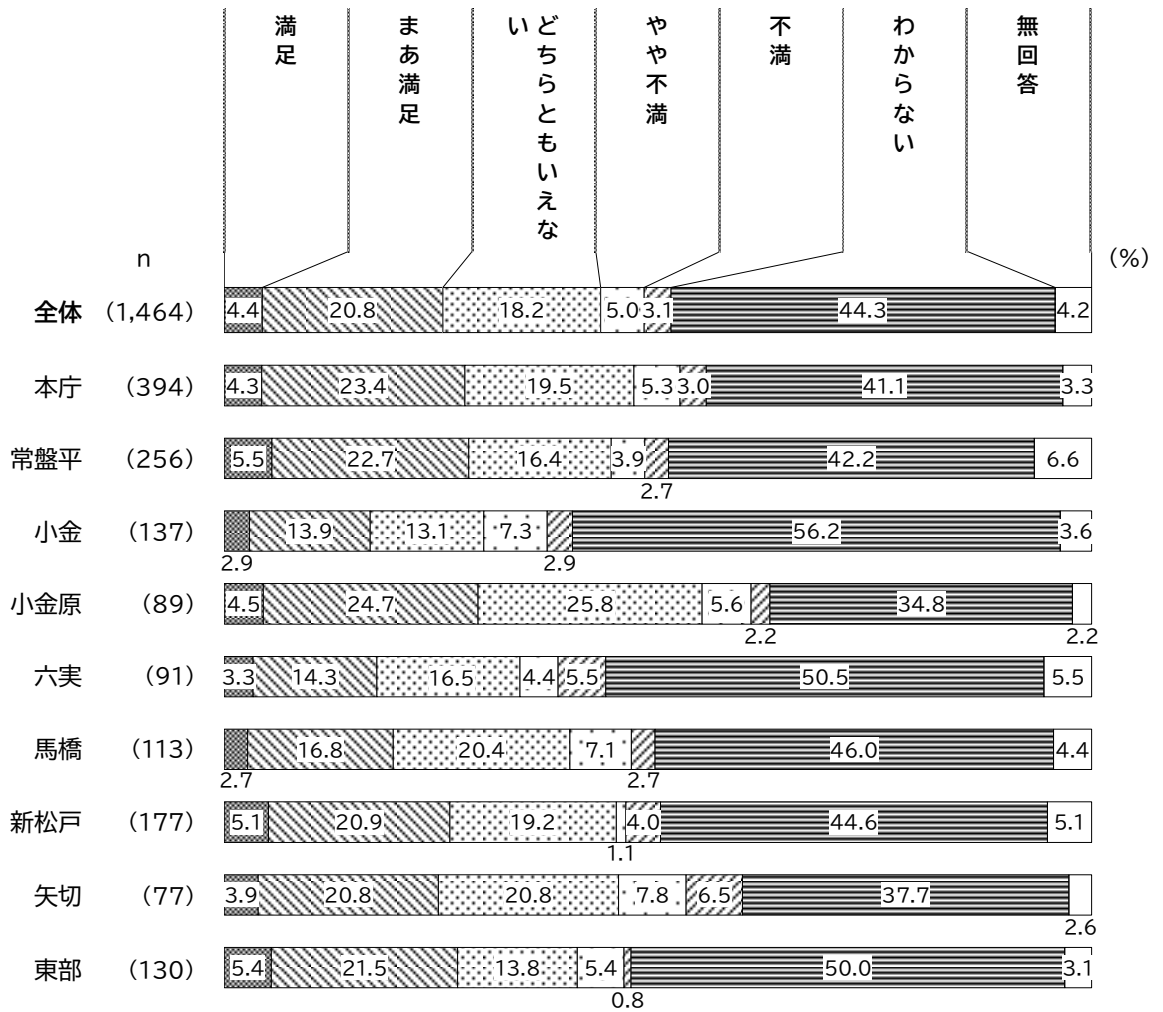 満足
まあ満足
どちらともいえな
い
やや不満
不満
わからない
無回答
n
(%)
全体 (1,464) 4.4 20.8 18.2 5.0 3.1 44.3 4.2
本庁 (394) 4.3 23.4 19.5 5.3 3.0 41.1 3.3
常盤平 (256) 5.5 22.7 16.4 3.9 2.7 42.2 6.6
小金 (137) 2.9 13.9 13.1 7.3 2.9 56.2 3.6
小金原 (89) 4.5 24.7 25.8 5.6 2.2 34.8 2.2
六実 (91) 3.3 14.3 16.5 4.4 5.5 50.5 5.5
馬橋 (113) 2.7 16.8 20.4 7.1 2.7 46.0 4.4
新松戸 (177) 5.1 20.9 19.2 1.1 4.0 44.6 5.1
矢切 (77) 3.9 20.8 20.8 7.8 6.5 37.7 2.6
東部 (130) 5.4 21.5 13.8 5.4 0.8 50.0 3.1